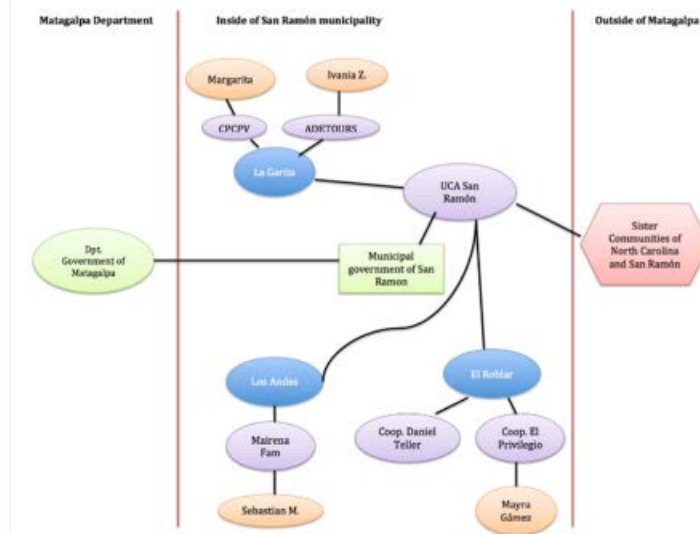 Matagalpa Department
Inside of San Ramón municipality
Outside of Matagalpa
Margarita
Ivania Z.
CPCPV
ADETOURS
La Garita
UCA San
Ramón
Sister
Communities of
North Carolina
and San Ramón
Dpt.
Government of
Matagalpa
Municipal
government of San
Ramon
Los Andes
El Roblar
Mairena
Fam
Coop. Daniel
Teller
Coop. El
Privilegio
Sebastian M.
Mayra
Gámez